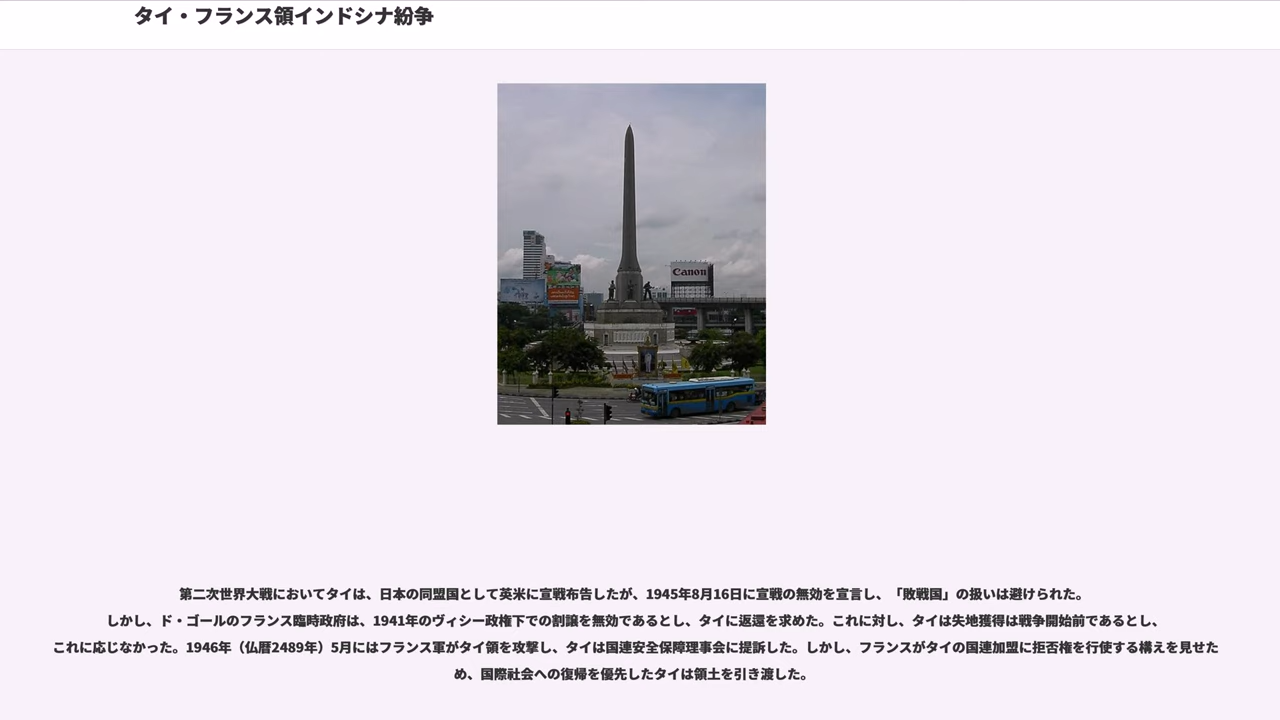 タイ・フランス領インドシナ紛争
Canon
第二次世界大戦においてタイは、日本の同盟国として英米に宣戦布告したが、1945年8月16日に宣戦の無効を宣言し、「敗戦国」の扱いは避けられた。
しかし、ド・ゴールのフランス臨時政府は、1941年のヴィシー政権下での割譲を無効であるとし、タイに返還を求めた。これに対し、タイは失地獲得は戦争開始前であるとし、
これに応じなかった。1946年（仏暦2489年）5月にはフランス軍がタイ領を攻撃し、タイは国連安全保障理事会に提訴した。しかし、フランスがタイの国連加盟に拒否権を行使する構えを見せた
め、国際社会への復帰を優先したタイは領土を引き渡した。